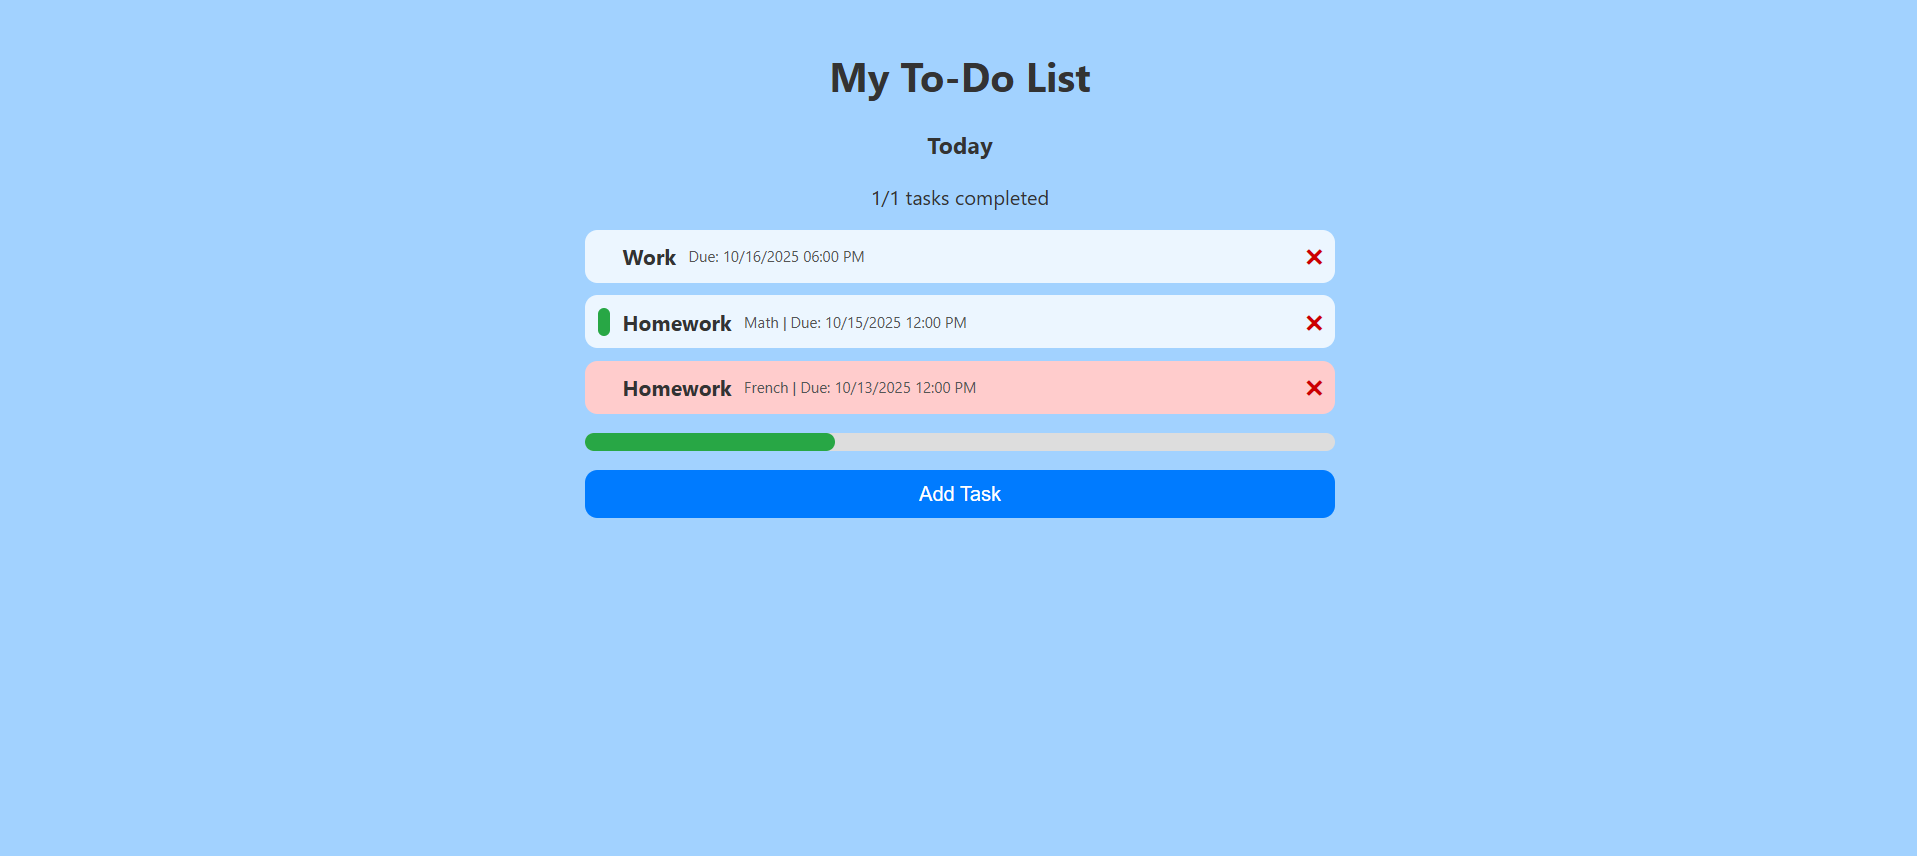 My To-Do List
Today
1/1 tasks completed
Work Due: 10/16/2025 06:00 PM ✕
Homework Math | Due: 10/15/2025 12:00 PM ✕
Homework French | Due: 10/13/2025 12:00 PM ✕
Add Task